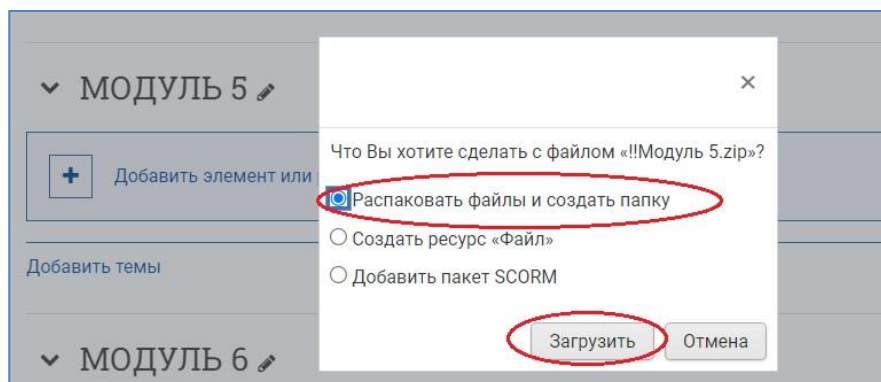 МОДУЛЬ 5
Добавить элемент или
Добавить темы
МОДУЛЬ 6
Что Вы хотите сделать с файлом «!!Модуль 5.zip»?
Распаковать файлы и создать папку
Создать ресурс «Файл»
Добавить пакет SCORM
Загрузить
Отмена